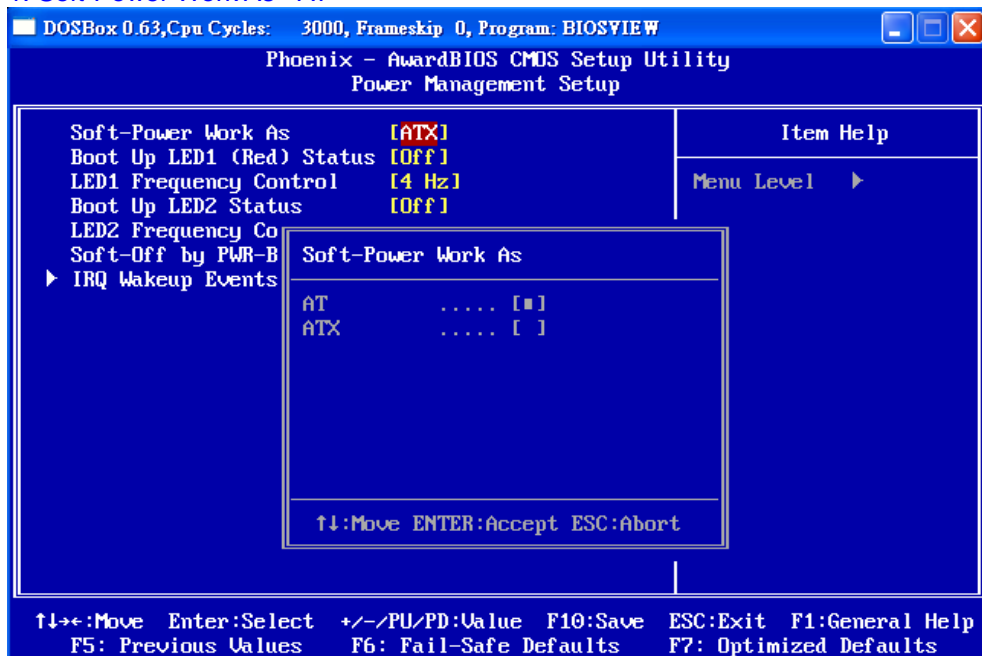 DOSBox 0.63,Cpu Cycles: 3000, Frameskip 0, Program: BIOSVIEW
Phoenix - AwardBIOS CMOS Setup Utility
Power Management Setup
Soft-Power Work As [ATX]
Boot Up LED1 (Red) Status [Off]
LED1 Frequency Control [4 Hz]
Boot Up LED2 Status [Off]
LED2 Frequency Co
Soft-Off by PWR-B
▶ IRQ Wakeup Events
Item Help
Menu Level ▶
Soft-Power Work As
AT ..... [■]
ATX ..... [ ]
↑↓:Move ENTER:Accept ESC:Abort
↑↓→←:Move Enter:Select +/-/PU/PD:Value F10:Save ESC:Exit F1:General Help
F5: Previous Values F6: Fail-Safe Defaults F7: Optimized Defaults